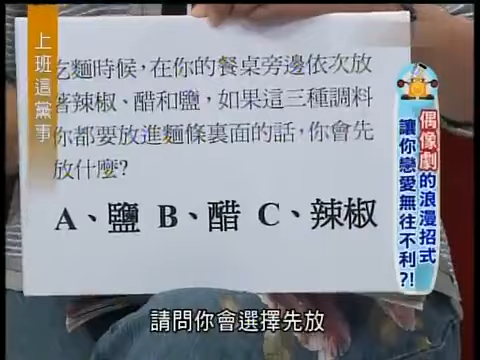 上班這黨事
吃麵時候，在你的餐桌旁邊依次放
著辣椒、醋和鹽，如果這三種調料
你都要放進麵條裏面的話，你會先
放什麼？
A、鹽 B、醋 C、辣椒
偶像劇的浪漫招式
讓你戀愛無往不利?!
請問你會選擇先放